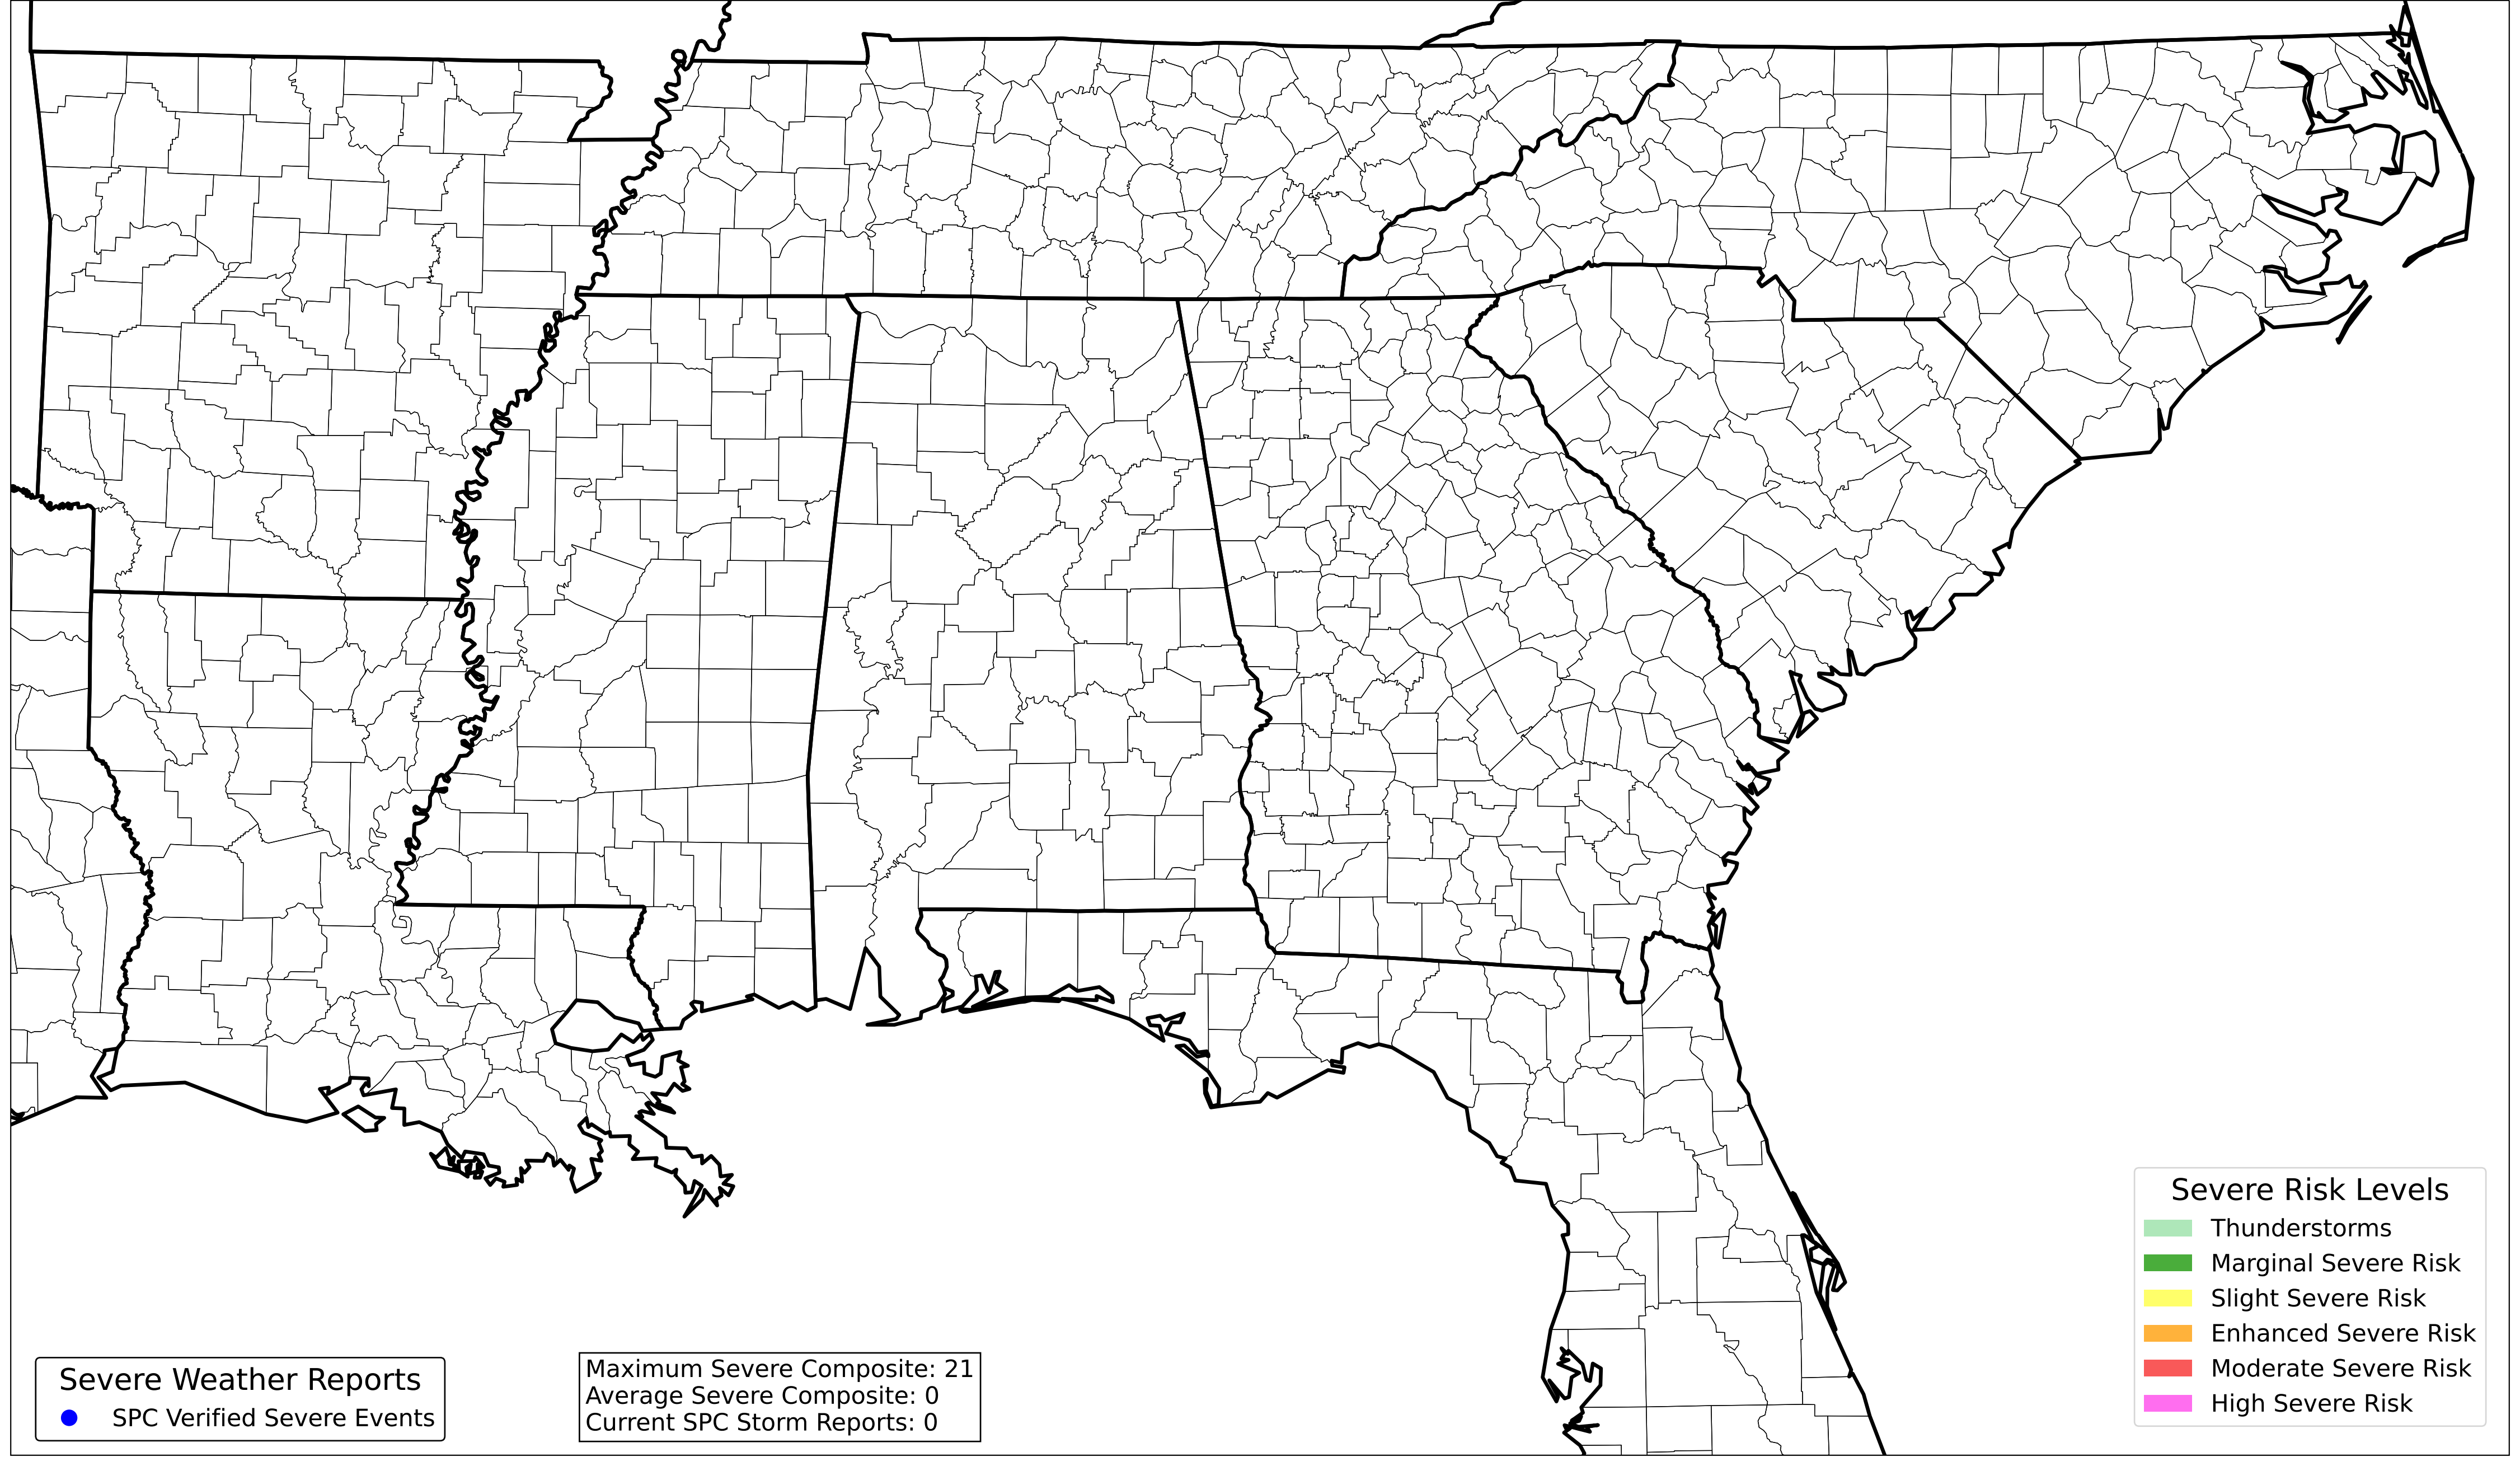 Severe Risk Levels
Thunderstorms
Marginal Severe Risk
Slight Severe Risk
Enhanced Severe Risk
Moderate Severe Risk
High Severe Risk
Severe Weather Reports
SPC Verified Severe Events
Maximum Severe Composite: 21
Average Severe Composite: 0
Current SPC Storm Reports: 0